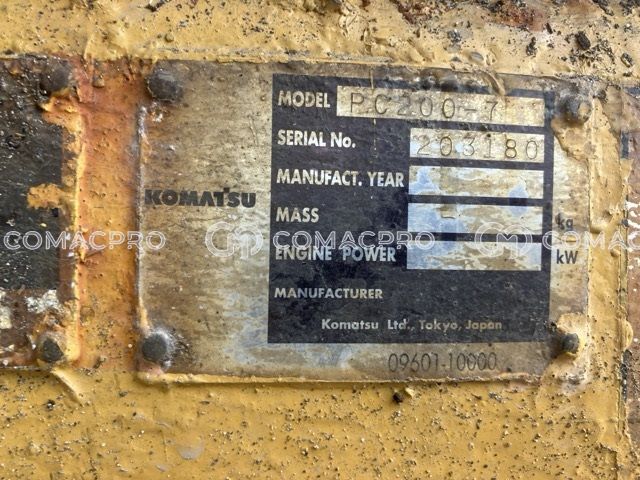 MODEL PC200-7
SERIAL No. 203180
MANUFACT. YEAR
KOMATSU
MASS kg
COMACPRO COMACPRO COMAC
ENGINE POWER kW
MANUFACTURER
Komatsu Ltd., Tokyo, Japan
09601-10000